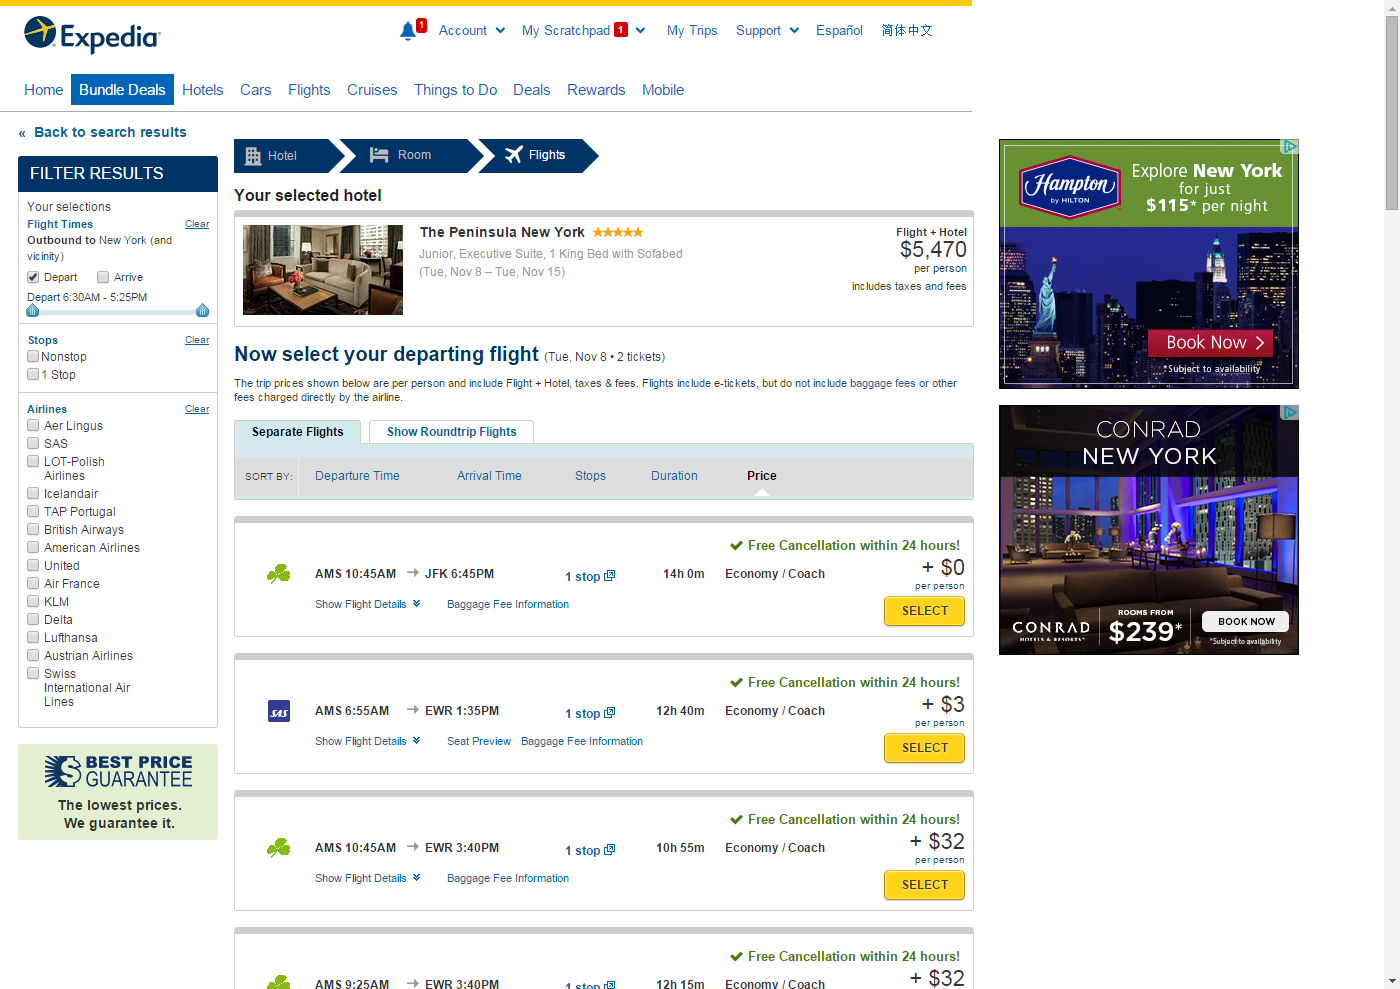 Expedia
1
Account
My Scratchpad 1
My Trips
Support
Español
简体中文
Home
Bundle Deals
Hotels
Cars
Flights
Cruises
Things to Do
Deals
Rewards
Mobile
« Back to search results
FILTER RESULTS
Your selections
Flight Times Clear
Outbound to New York (and
vicinity)
Depart Arrive
Depart 6:30AM - 5:25PM
Stops Clear
Nonstop
1 Stop
Airlines Clear
Aer Lingus
SAS
LOT-Polish
Airlines
Icelandair
TAP Portugal
British Airways
American Airlines
United
Air France
KLM
Delta
Lufthansa
Austrian Airlines
Swiss
International Air
Lines
BEST PRICE
GUARANTEE
The lowest prices.
We guarantee it.
Hotel
Room
Flights
Your selected hotel
The Peninsula New York
Junior, Executive Suite, 1 King Bed with Sofabed
(Tue, Nov 8 – Tue, Nov 15)
Flight + Hotel
$5,470
per person
includes taxes and fees
Now select your departing flight (Tue, Nov 8 • 2 tickets)
The trip prices shown below are per person and include Flight + Hotel, taxes & fees. Flights include e-tickets, but do not include baggage fees or other
fees charged directly by the airline.
Separate Flights
Show Roundtrip Flights
SORT BY: Departure Time Arrival Time Stops Duration Price
Free Cancellation within 24 hours!
AMS 10:45AM → JFK 6:45PM 1 stop 14h 0m Economy / Coach + $0
per person
Show Flight Details Baggage Fee Information
SELECT
Free Cancellation within 24 hours!
SAS
AMS 6:55AM → EWR 1:35PM 1 stop 12h 40m Economy / Coach + $3
per person
Show Flight Details Seat Preview Baggage Fee Information
SELECT
Free Cancellation within 24 hours!
AMS 10:45AM → EWR 3:40PM 1 stop 10h 55m Economy / Coach + $32
per person
Show Flight Details Baggage Fee Information
SELECT
Free Cancellation within 24 hours!
AMS 9:25AM → EWR 3:40PM 1 stop 12h 15m Economy / Coach + $32
Hampton
by HILTON
Explore New York
for just
$115* per night
Book Now
*Subject to availability
CONRAD
NEW YORK
CONRAD
HOTELS & RESORTS
ROOMS FROM
$239*
BOOK NOW
*Subject to availability